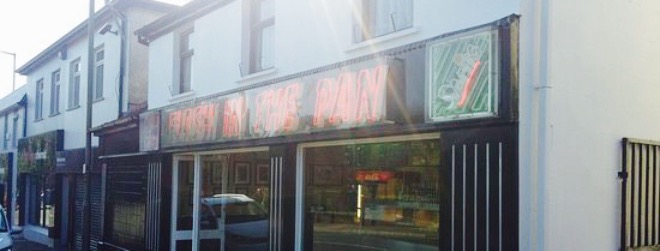 FLASH IN THE PAN